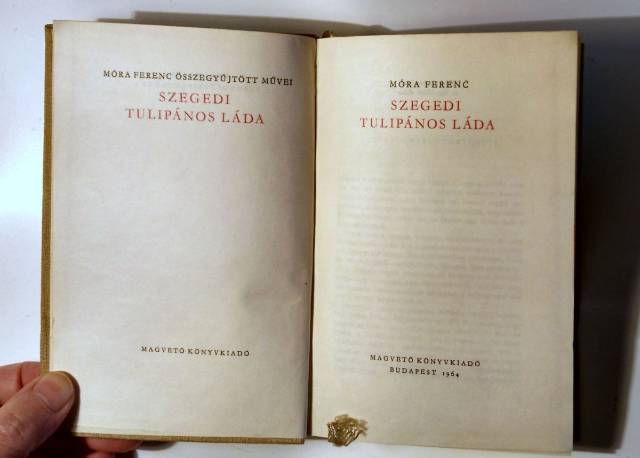 MÓRA FERENC ÖSSZEGYŰJTÖTT MŰVEI
SZEGEDI
TULIPÁNOS LÁDA
MAGVETŐ KÖNYVKIADÓ
MÓRA FERENC
SZEGEDI
TULIPÁNOS LÁDA
MAGVETŐ KÖNYVKIADÓ
BUDAPEST 1964